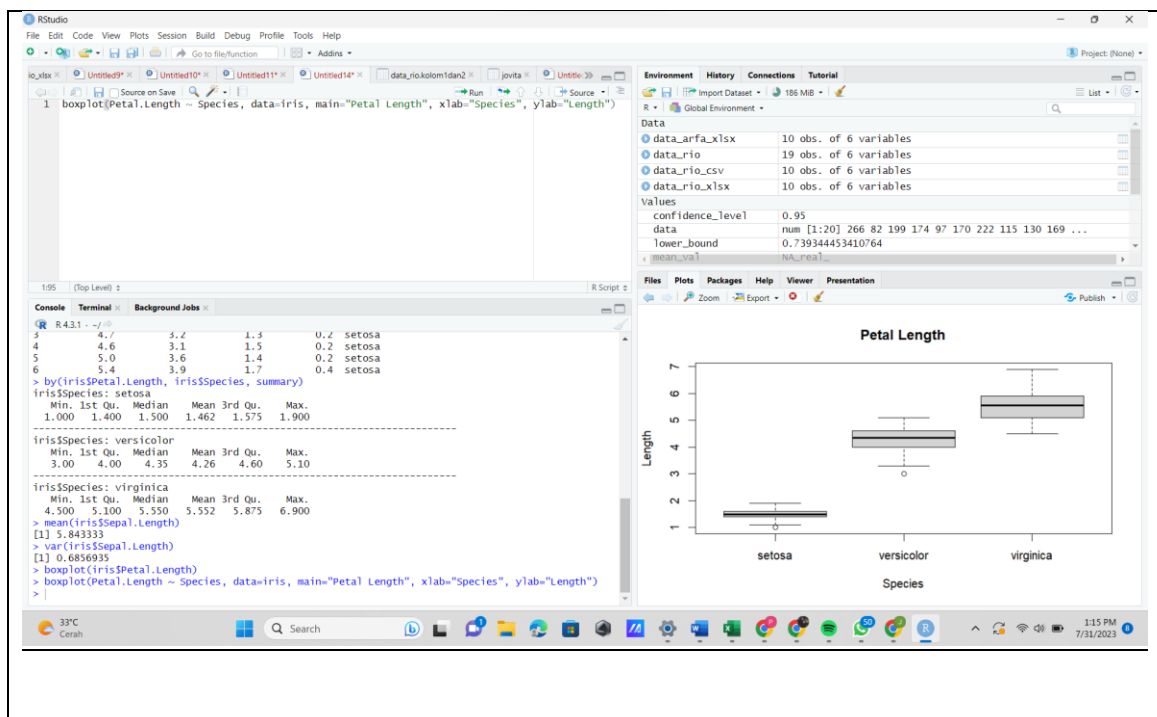 RStudio
File Edit Code View Plots Session Build Debug Profile Tools Help
Go to file/function Addins Project: (None)
io_xlsx Untitled9* Untitled10* Untitled11* Untitled14* data_rio.kolom1dan2 jovita Untitle
Source on Save Run Source
1 boxplot(Petal.Length ~ Species, data=iris, main="Petal Length", xlab="Species", ylab="Length")
1:95 (Top Level) R Script
Console Terminal Background Jobs
R 4.3.1 · ~/
3 4.7 3.2 1.3 0.2 setosa
4 4.6 3.1 1.5 0.2 setosa
5 5.0 3.6 1.4 0.2 setosa
6 5.4 3.9 1.7 0.4 setosa
> by(iris$Petal.Length, iris$Species, summary)
iris$Species: setosa
Min. 1st Qu. Median Mean 3rd Qu. Max.
1.000 1.400 1.500 1.462 1.575 1.900
------------------------------------------------------------------------
iris$Species: versicolor
Min. 1st Qu. Median Mean 3rd Qu. Max.
3.00 4.00 4.35 4.26 4.60 5.10
------------------------------------------------------------------------
iris$Species: virginica
Min. 1st Qu. Median Mean 3rd Qu. Max.
4.500 5.100 5.550 5.552 5.875 6.900
> mean(iris$Sepal.Length)
[1] 5.843333
> var(iris$Sepal.Length)
[1] 0.6856935
> boxplot(iris$Petal.Length)
> boxplot(Petal.Length ~ Species, data=iris, main="Petal Length", xlab="Species", ylab="Length")
>
Environment History Connections Tutorial
Import Dataset 186 MiB List
R Global Environment
Data
data_arfa_xlsx 10 obs. of 6 variables
data_rio 19 obs. of 6 variables
data_rio_csv 10 obs. of 6 variables
data_rio_xlsx 10 obs. of 6 variables
Values
confidence_level 0.95
data num [1:20] 266 82 199 174 97 170 222 115 130 169 ...
lower_bound 0.739344453410764
mean_val NA_real_
Files Plots Packages Help Viewer Presentation
Zoom Export Publish
Petal Length
7
6
5
4
3
2
1
Length
setosa versicolor virginica
Species
33°C
Cerah
Search
50
1:15 PM
7/31/2023
8